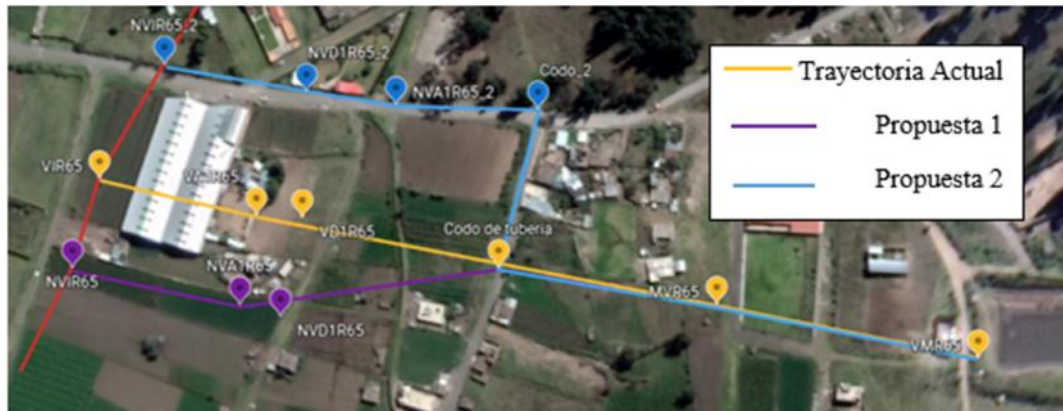 NVIR65_2
NVD1R65_2
NVA1R65_2
Codo_2
Trayectoria Actual
Propuesta 1
Propuesta 2
VIR65
VA1R65
VD1R65
Codo de tuberia
NVIR65
NVA1R65
NVD1R65
MVR65
VMR65